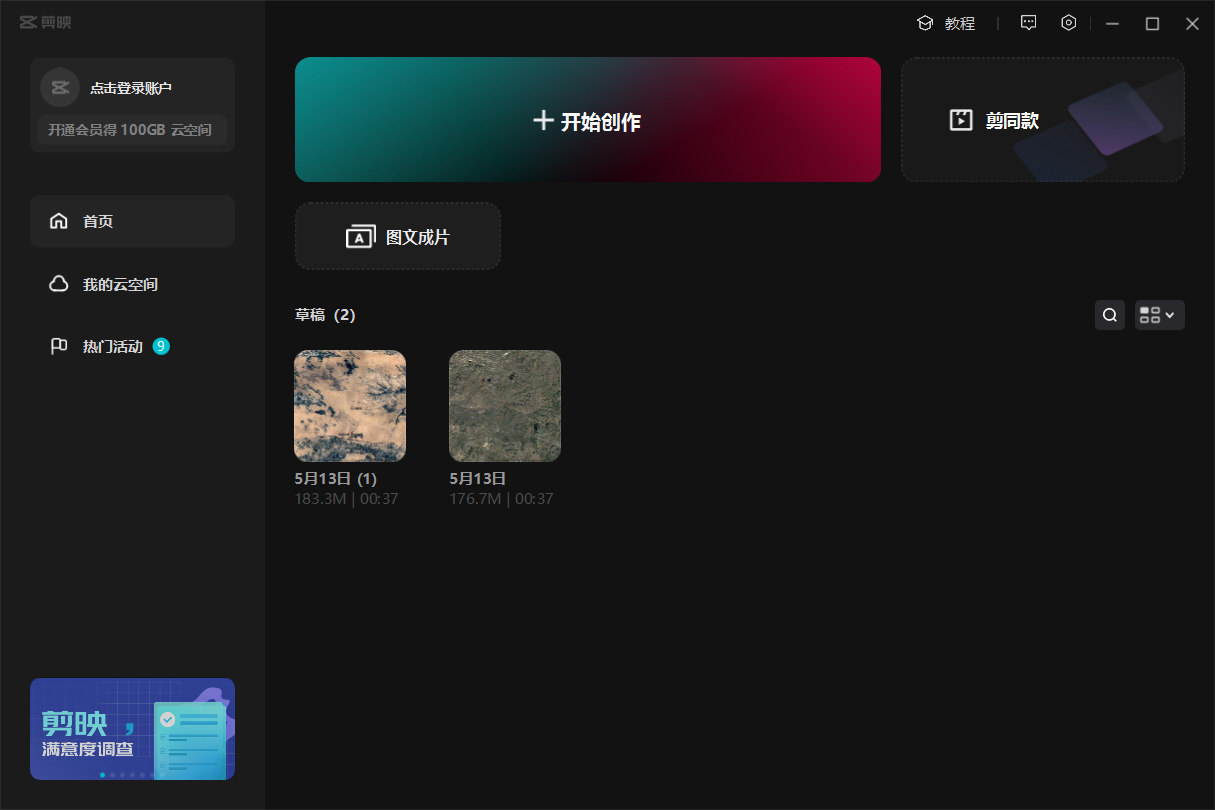 剪映
教程
点击登录账户
开通会员得 100GB 云空间
开始创作
剪同款
首页
图文成片
A
我的云空间
草稿 (2)
热门活动 9
5月13日 (1)
183.3M | 00:37
5月13日
176.7M | 00:37
剪映，
满意度调查